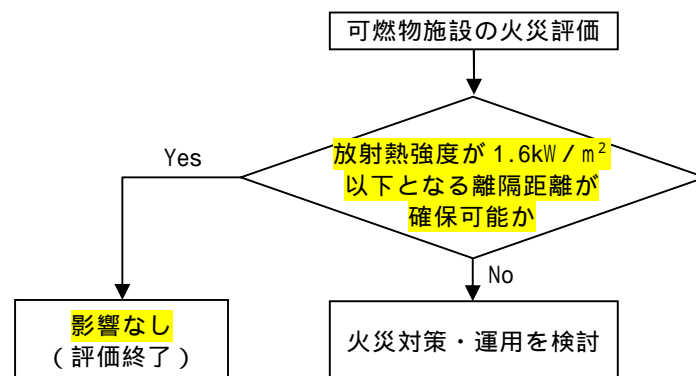 可燃物施設の火災評価
放射熱強度が1.6kW/m²
以下となる離隔距離が
確保可能か
Yes
No
影響なし
(評価終了)
火災対策・運用を検討